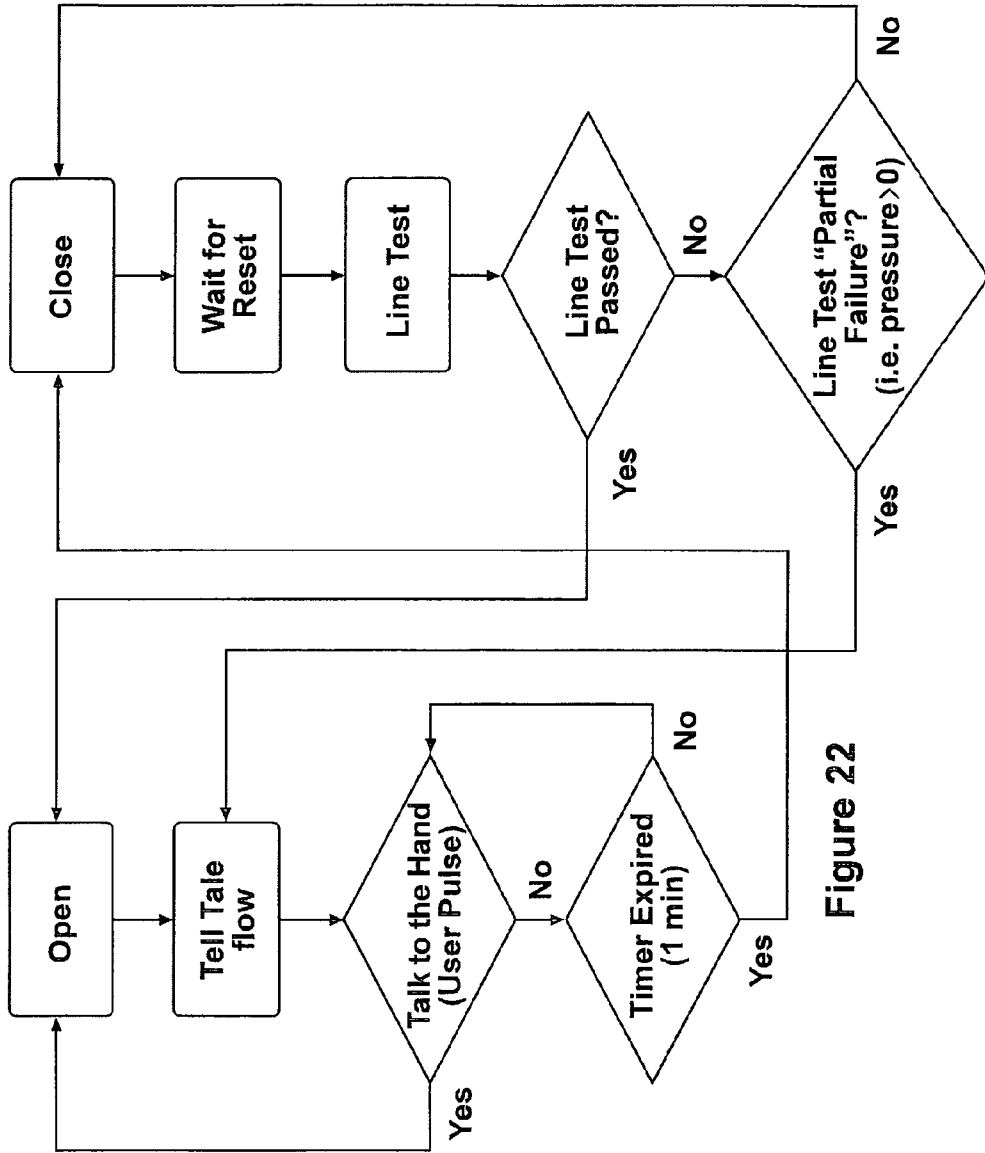 Open
Tell Tale
flow
Talk to the Hand
(User Pulse)
Yes
No
Timer Expired
(1 min)
No
Yes
Close
Wait for
Reset
Line Test
Line Test
Passed?
Yes
No
Line Test “Partial
Failure”?
(i.e. pressure>0)
Yes
No
Figure 22